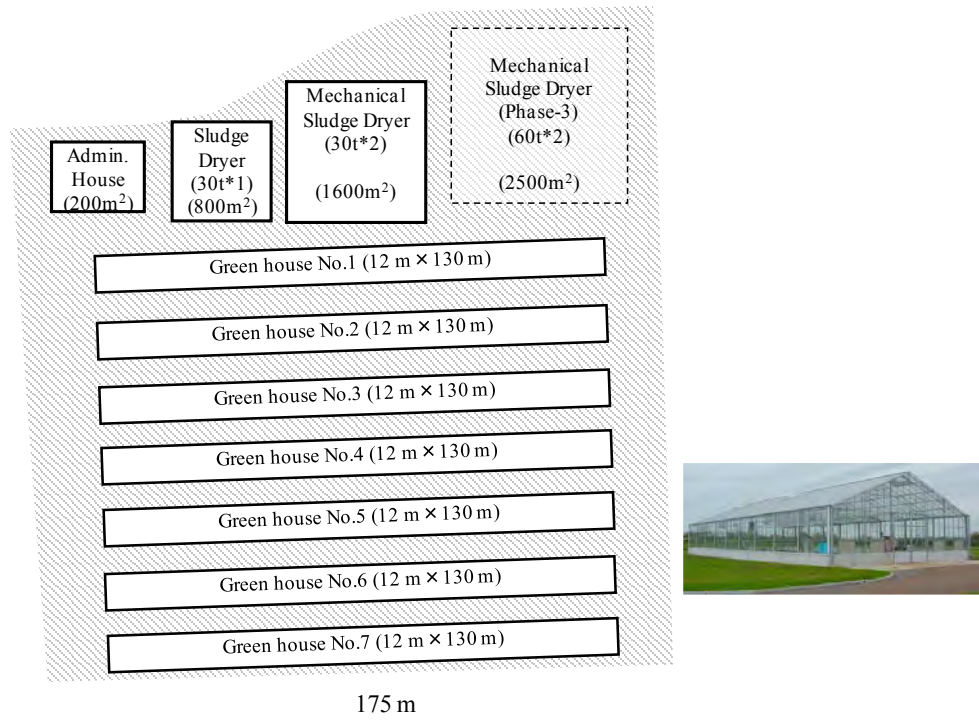 Admin.
House
(200m²)
Sludge
Dryer
(30t*1)
(800m²)
Mechanical
Sludge Dryer
(30t*2)
(1600m²)
Mechanical
Sludge Dryer
(Phase-3)
(60t*2)
(2500m²)
Green house No.1 (12 m × 130 m)
Green house No.2 (12 m × 130 m)
Green house No.3 (12 m × 130 m)
Green house No.4 (12 m × 130 m)
Green house No.5 (12 m × 130 m)
Green house No.6 (12 m × 130 m)
Green house No.7 (12 m × 130 m)
175 m